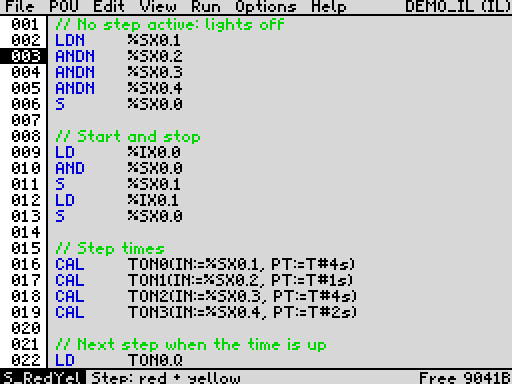 File POU Edit View Run Options Help DEMO_IL (IL)
001 // No step active: lights off
002 LDN %SX0.1
003 ANDN %SX0.2
004 ANDN %SX0.3
005 ANDN %SX0.4
006 S %SX0.0
007
008 // Start and stop
009 LD %IX0.0
010 AND %SX0.0
011 S %SX0.1
012 LD %IX0.1
013 S %SX0.0
014
015 // Step times
016 CAL TON0(IN:=%SX0.1, PT:=T#4s)
017 CAL TON1(IN:=%SX0.2, PT:=T#1s)
018 CAL TON2(IN:=%SX0.3, PT:=T#4s)
019 CAL TON3(IN:=%SX0.4, PT:=T#2s)
020
021 // Next step when the time is up
022 LD TON0.Q
S_RedYel Step: red + yellow Free 9041B